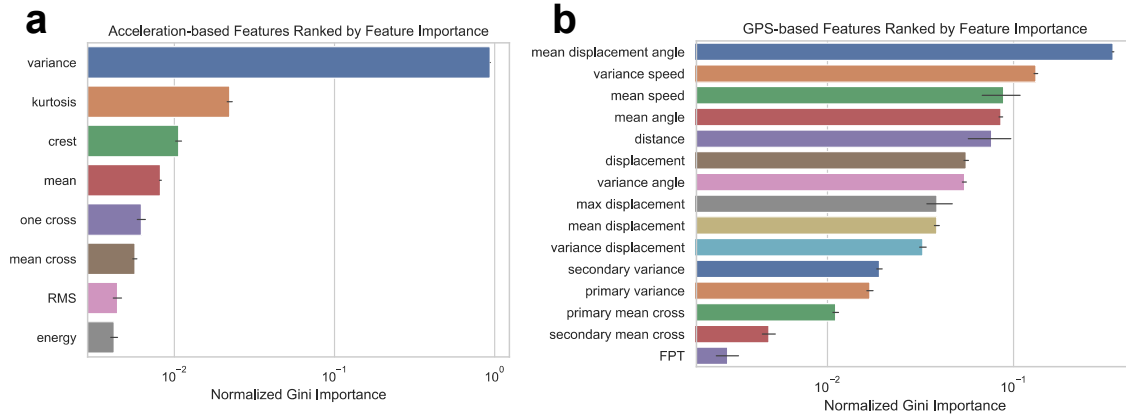 a
Acceleration-based Features Ranked by Feature Importance
variance
kurtosis
crest
mean
one cross
mean cross
RMS
energy
10⁻² 10⁻¹ 10⁰
Normalized Gini Importance
b
GPS-based Features Ranked by Feature Importance
mean displacement angle
variance speed
mean speed
mean angle
distance
displacement
variance angle
max displacement
mean displacement
variance displacement
secondary variance
primary variance
primary mean cross
secondary mean cross
FPT
10⁻² 10⁻¹
Normalized Gini Importance